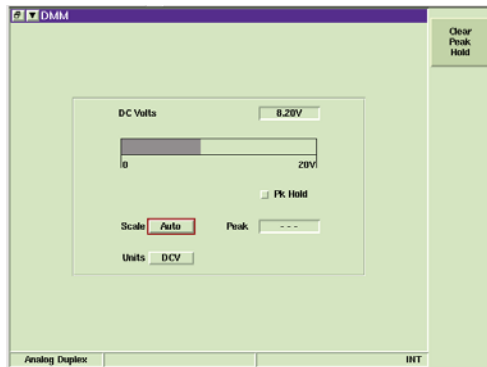 DMM
Clear
Peak
Hold
DC Volts 8.20V
0 20V
Pk Hold
Scale Auto Peak - - -
Units DCV
Analog Duplex INT